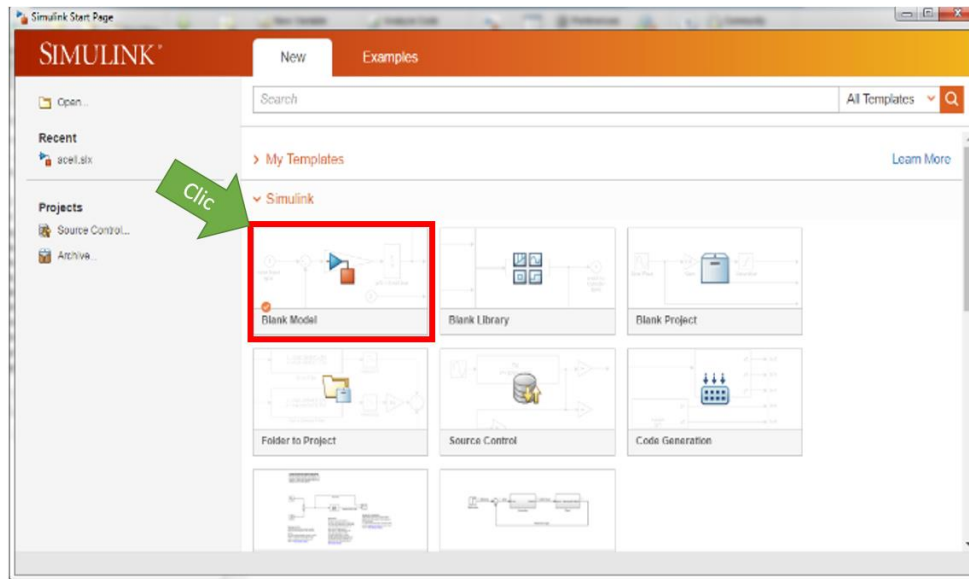 Simulink Start Page
SIMULINK®
New
Examples
Open...
Search
All Templates
Recent
acell.slx
My Templates
Learn More
Clic
Simulink
Projects
Source Control...
Archive...
Blank Model
Blank Library
Blank Project
Folder to Project
Source Control
Code Generation